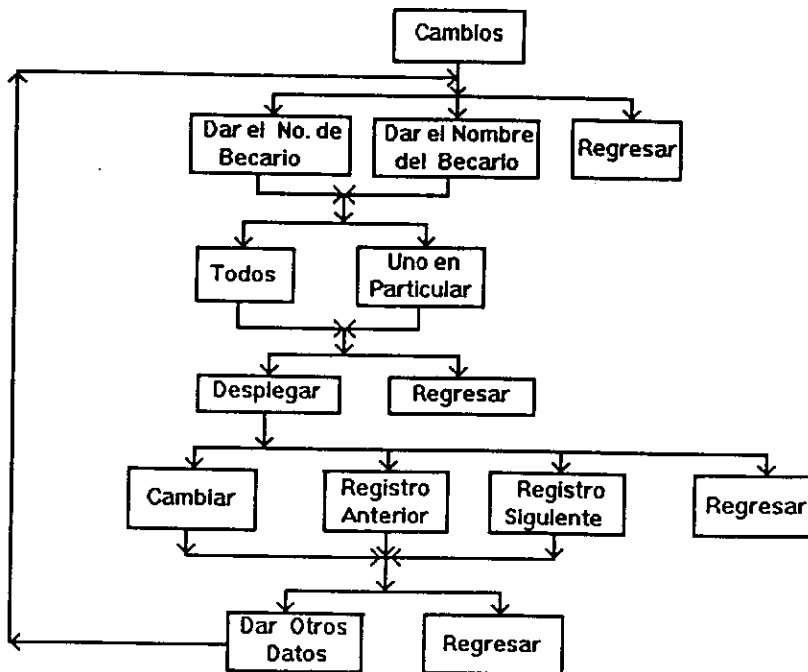 Cambios
Dar el No. de
Becario
Dar el Nombre
del Becario
Regresar
Todos
Uno en
Particular
Desplegar
Regresar
Cambiar
Registro
Anterior
Registro
Siguiente
Regresar
Dar Otros
Datos
Regresar